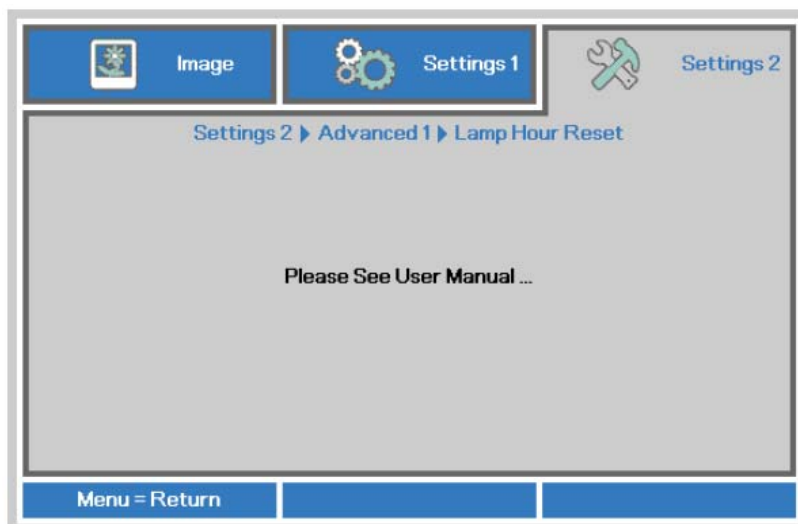 Image
Settings 1
Settings 2
Settings 2 ▶ Advanced 1 ▶ Lamp Hour Reset
Please See User Manual ...
Menu = Return